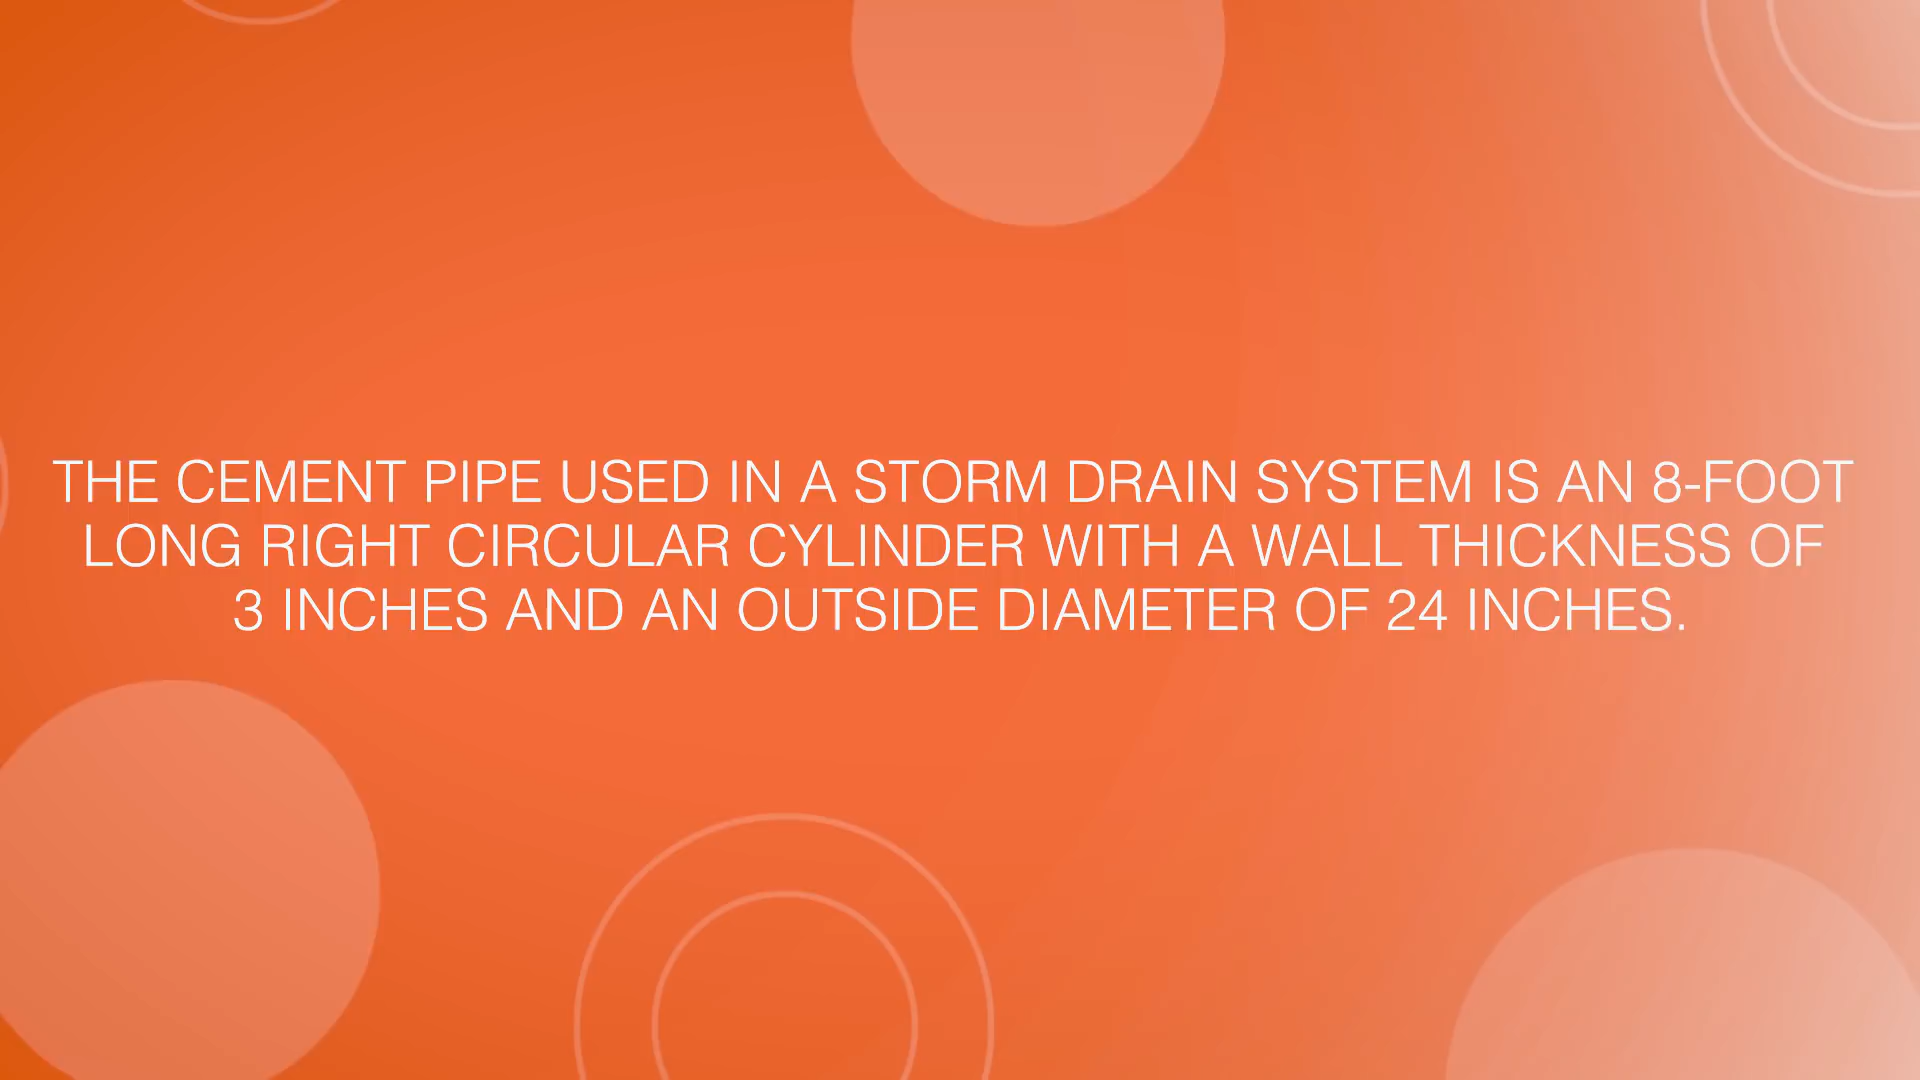 THE CEMENT PIPE USED IN A STORM DRAIN SYSTEM IS AN 8-FOOT
LONG RIGHT CIRCULAR CYLINDER WITH A WALL THICKNESS OF
3 INCHES AND AN OUTSIDE DIAMETER OF 24 INCHES.